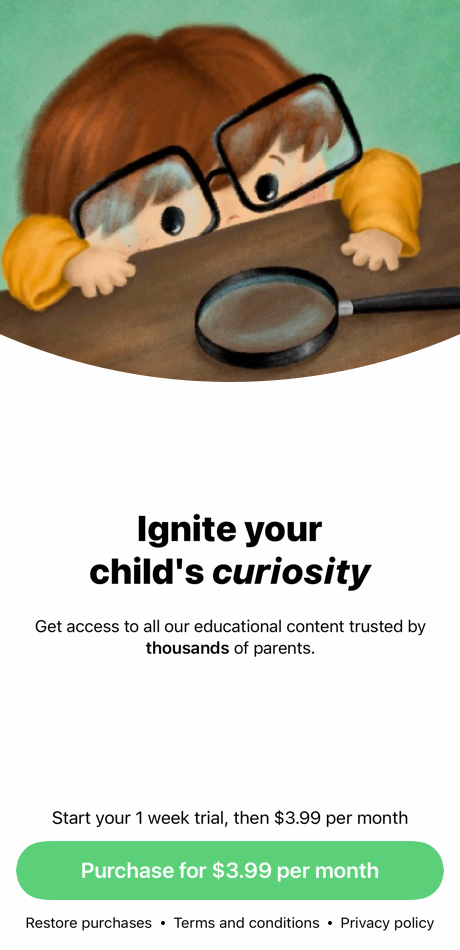 Ignite your
child's curiosity
Get access to all our educational content trusted by
thousands of parents.
Start your 1 week trial, then $3.99 per month
Purchase for $3.99 per month
Restore purchases • Terms and conditions • Privacy policy